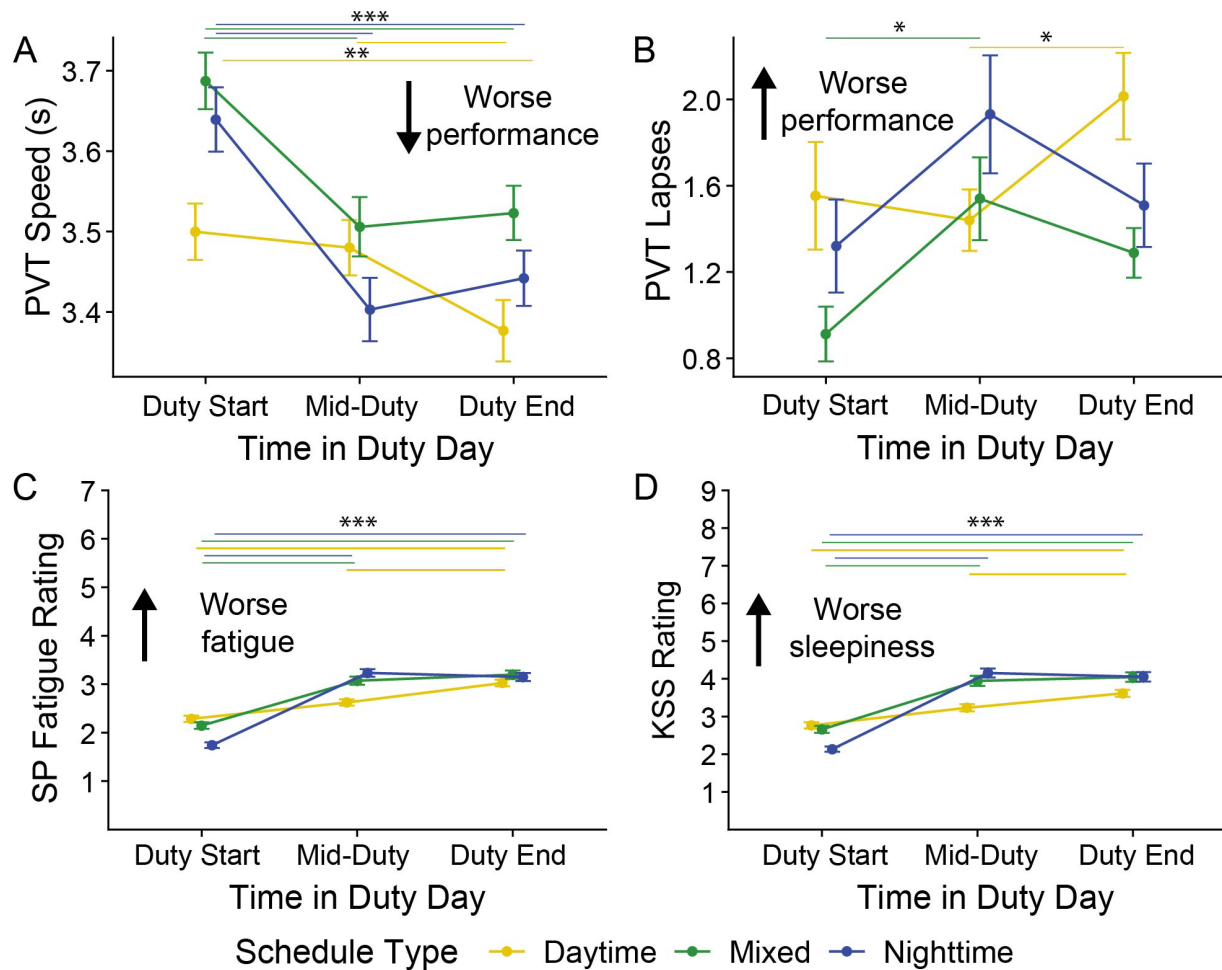 A
***
**
3.7
3.6
3.5
3.4
PVT Speed (s)
Worse
performance
Duty Start Mid-Duty Duty End
Time in Duty Day
B
*
*
2.0
1.6
1.2
0.8
PVT Lapses
Worse
performance
Duty Start Mid-Duty Duty End
Time in Duty Day
C
***
7
6
5
4
3
2
1
SP Fatigue Rating
Worse
fatigue
Duty Start Mid-Duty Duty End
Time in Duty Day
D
***
9
8
7
6
5
4
3
2
1
KSS Rating
Worse
sleepiness
Duty Start Mid-Duty Duty End
Time in Duty Day
Schedule Type Daytime Mixed Nighttime